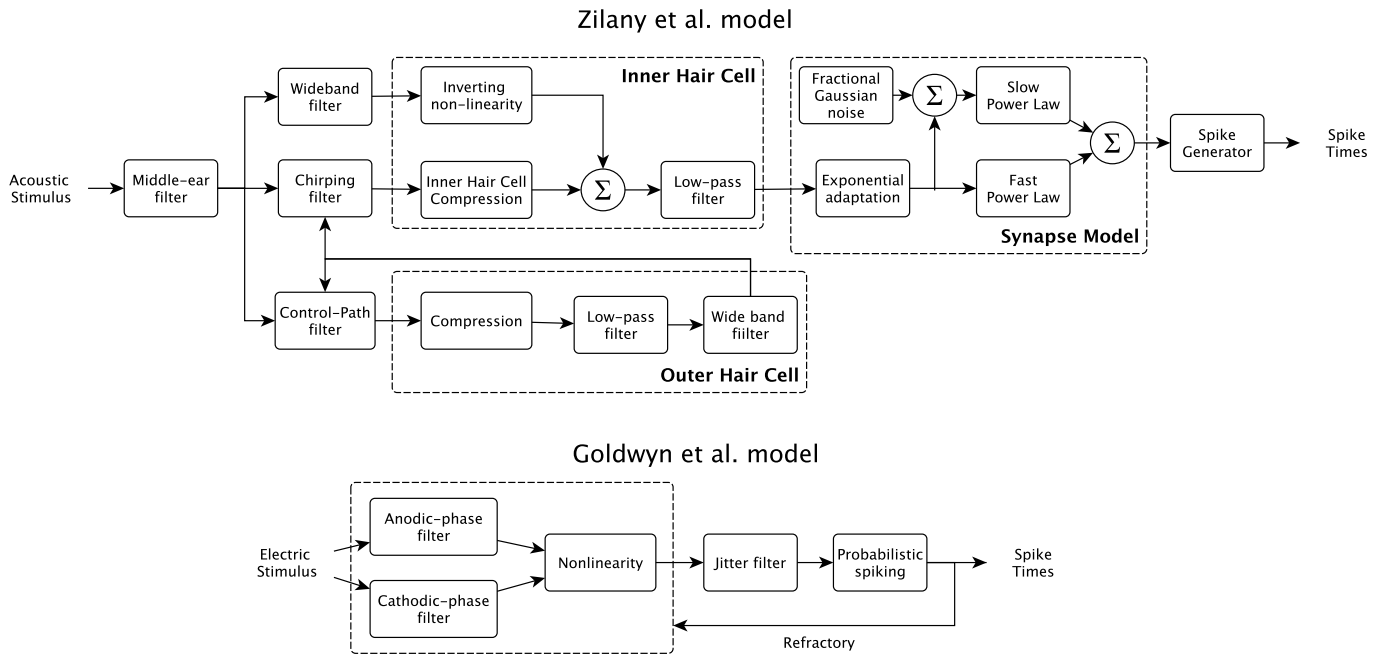 Zilany et al. model
Wideband
filter
Inverting
non-linearity
Inner Hair Cell
Fractional
Gaussian
noise
Σ
Slow
Power Law
Acoustic
Stimulus
Middle-ear
filter
Chirping
filter
Inner Hair Cell
Compression
Σ
Low-pass
filter
Exponential
adaptation
Fast
Power Law
Σ
Spike
Generator
Spike
Times
Synapse Model
Control-Path
filter
Compression
Low-pass
filter
Wide band
fiilter
Outer Hair Cell
Goldwyn et al. model
Electric
Stimulus
Anodic-phase
filter
Cathodic-phase
filter
Nonlinearity
Jitter filter
Probabilistic
spiking
Spike
Times
Refractory